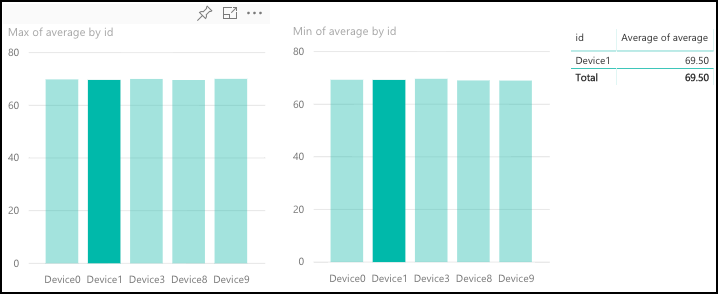 Max of average by id
80
60
40
20
0
Device0 Device1 Device3 Device8 Device9
Min of average by id
80
60
40
20
0
Device0 Device1 Device3 Device8 Device9
id Average of average
Device1 69.50
Total 69.50